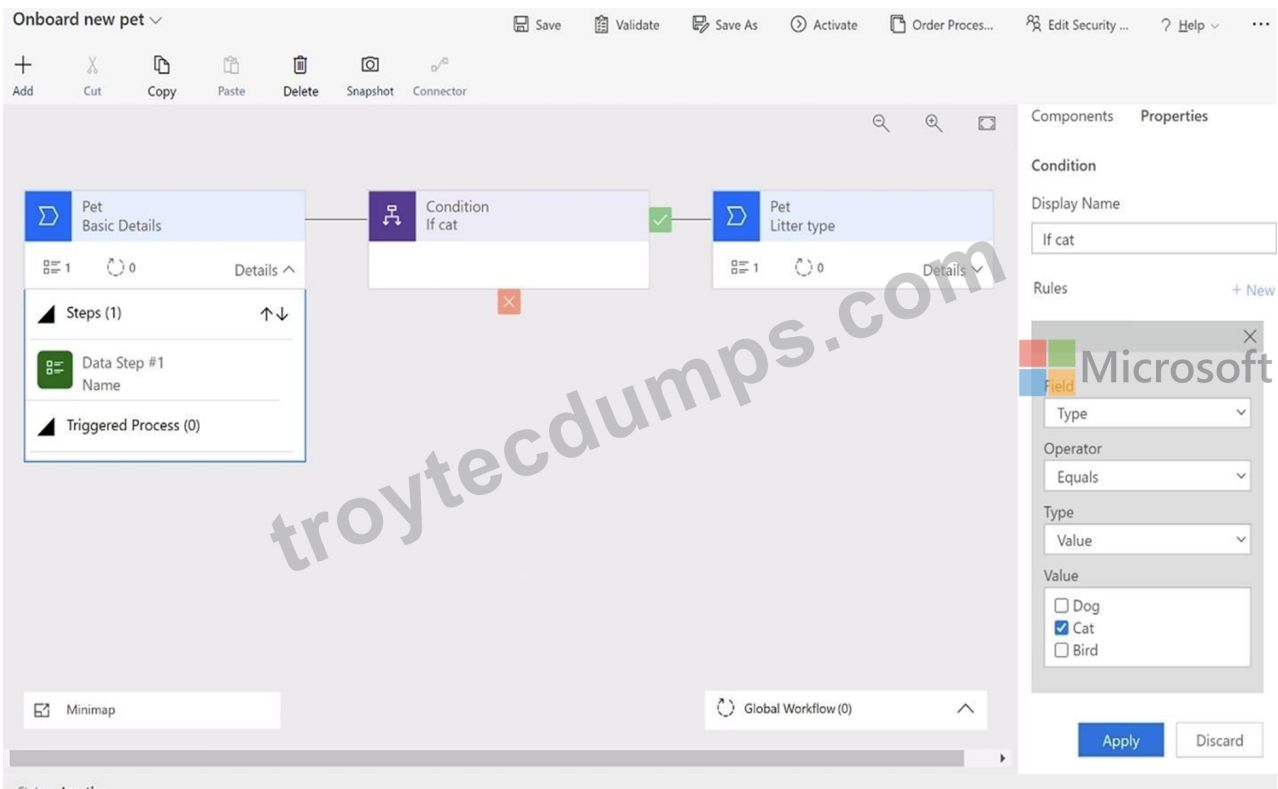 Onboard new pet
Save
Validate
Save As
Activate
Order Proces...
Edit Security ...
? Help
Add
Cut
Copy
Paste
Delete
Snapshot
Connector
Components
Properties
Pet
Basic Details
1
0
Details
Steps (1)
Data Step #1
Name
Triggered Process (0)
Condition
If cat
Pet
Litter type
1
0
Details
Condition
Display Name
If cat
Rules
+ New
Microsoft
Field
Type
Operator
Equals
Type
Value
Value
Dog
Cat
Bird
Apply
Discard
Minimap
Global Workflow (0)
troytecdumps.com